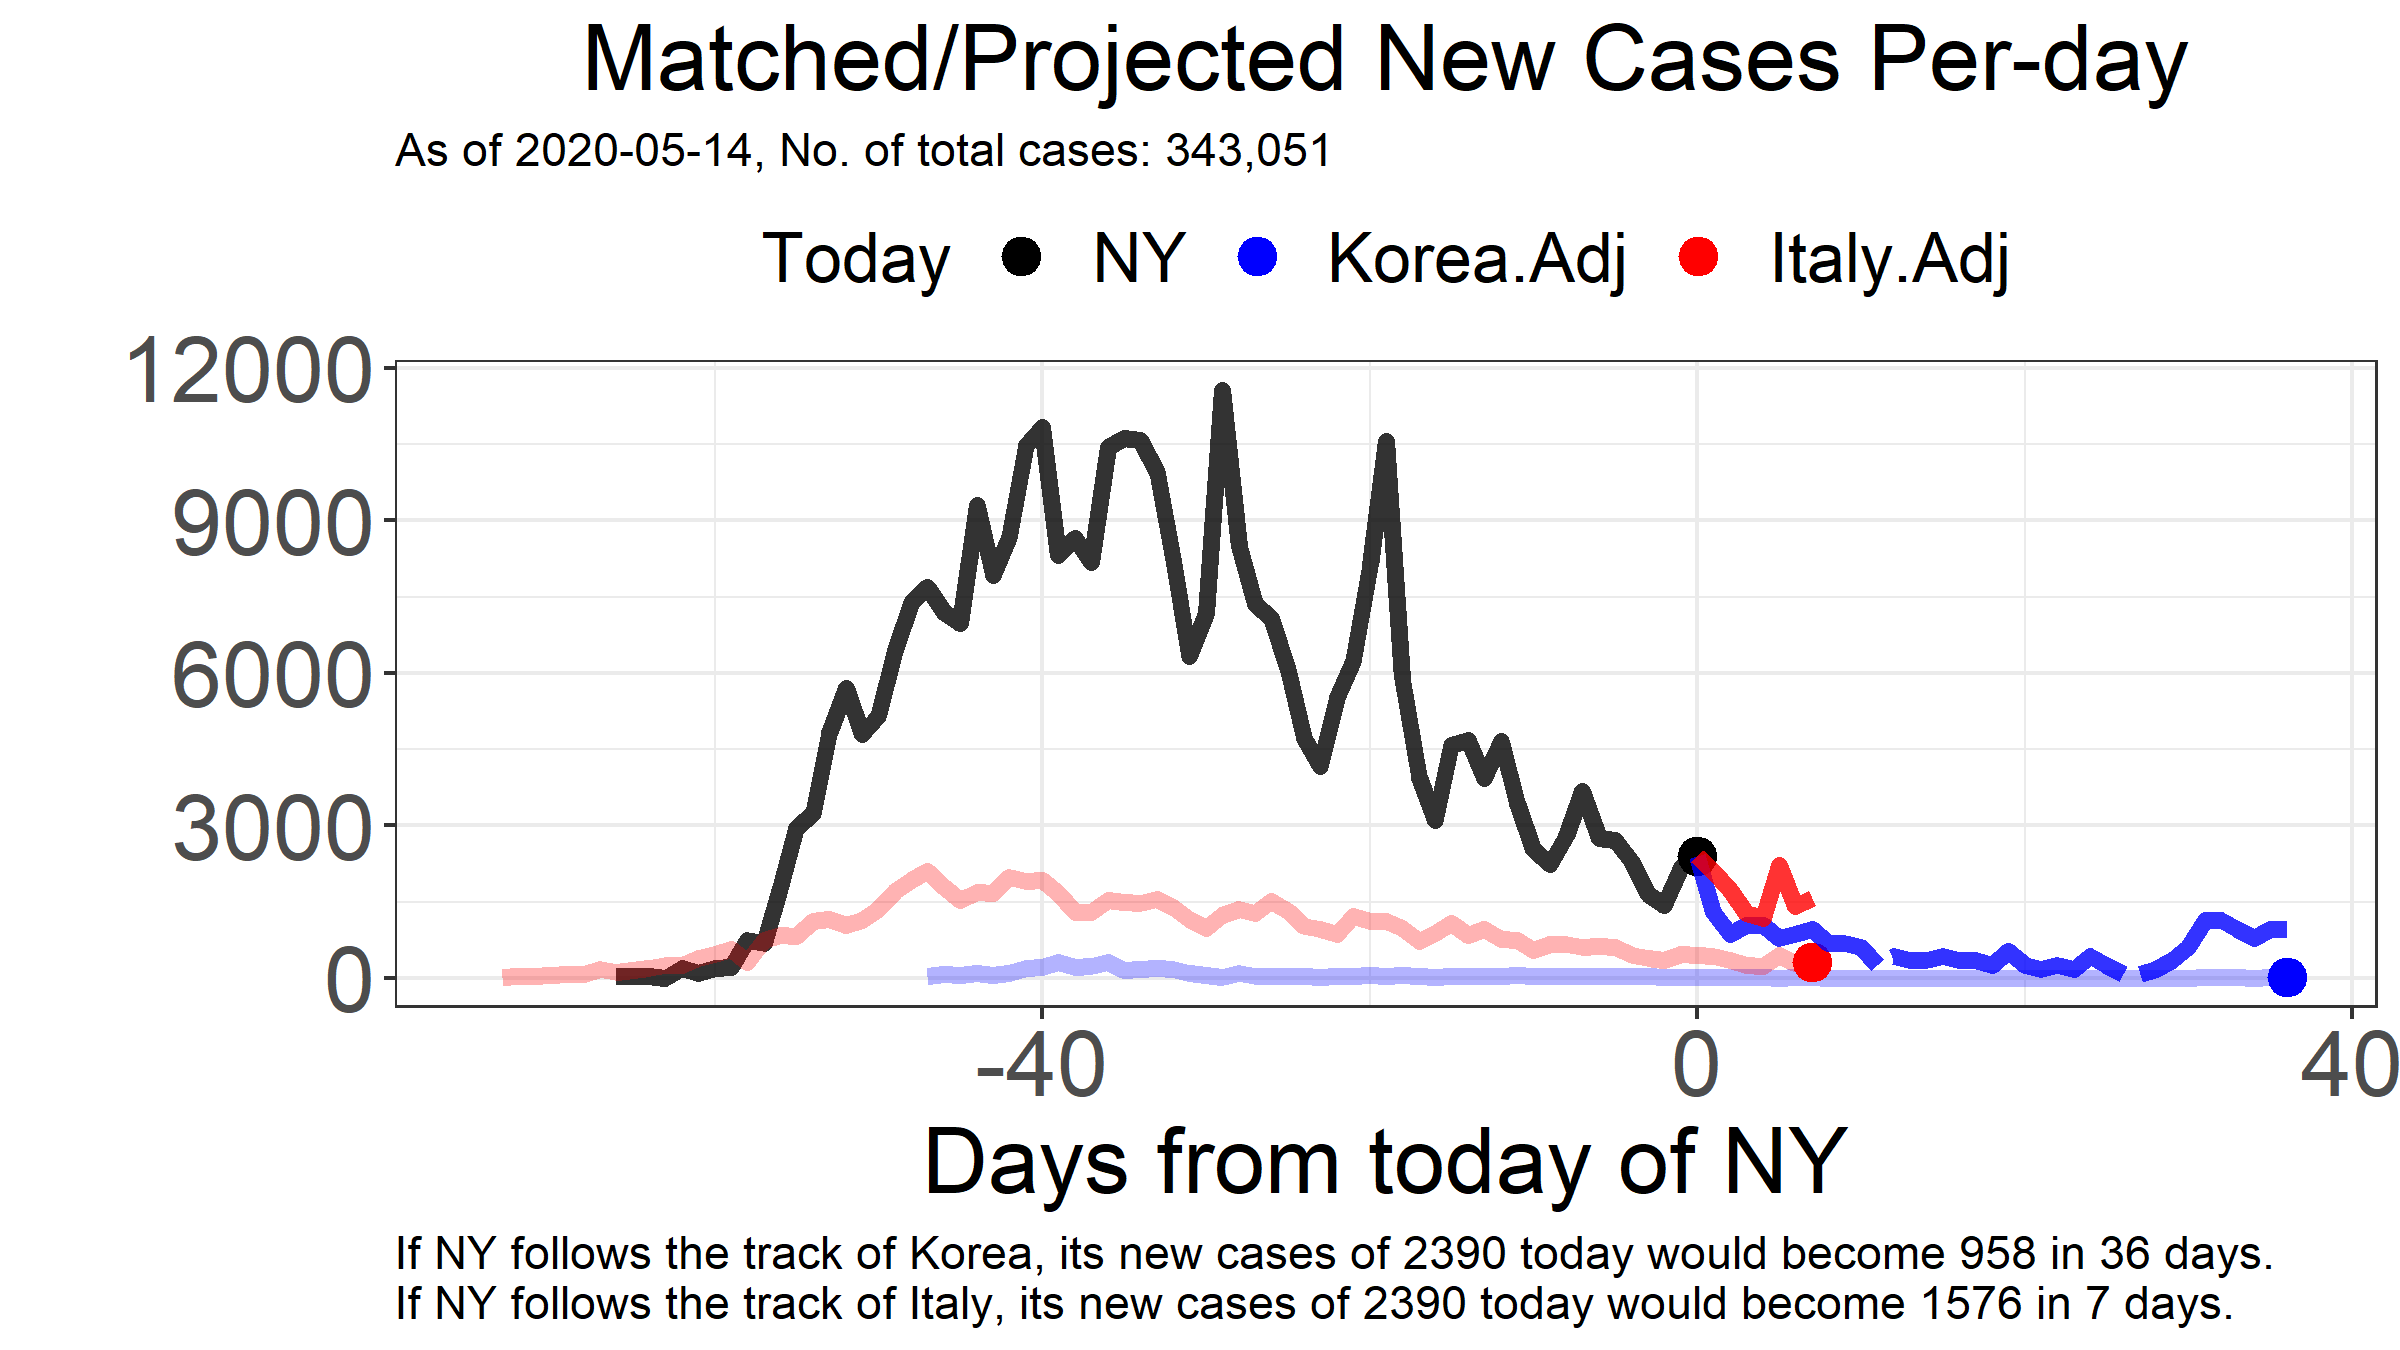 Matched/Projected New Cases Per-day
As of 2020-05-14, No. of total cases: 343,051
Today NY Korea.Adj Italy.Adj
12000
9000
6000
3000
0
-40 0 40
Days from today of NY
If NY follows the track of Korea, its new cases of 2390 today would become 958 in 36 days.
If NY follows the track of Italy, its new cases of 2390 today would become 1576 in 7 days.